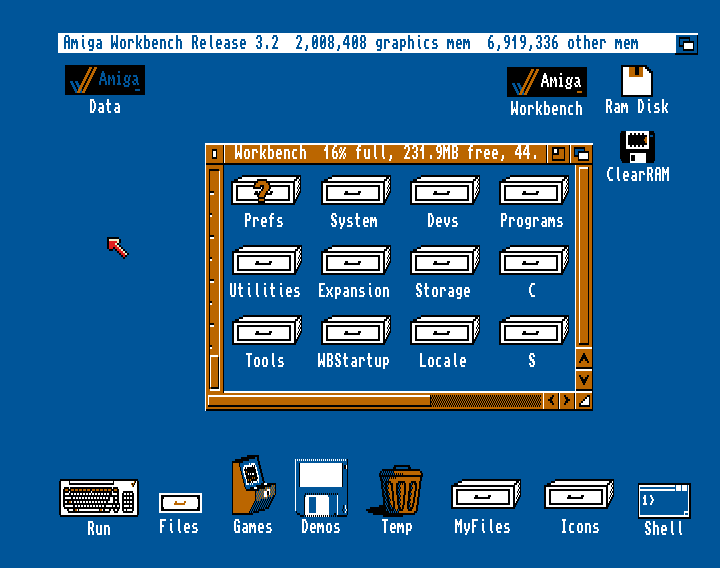 Amiga Workbench Release 3.2 2,008,408 graphics mem 6,919,336 other mem
Amiga Amiga
Data Workbench Ram Disk
ClearRAM
Workbench 16% full, 231.9MB free, 44.
Prefs System Devs Programs
Utilities Expansion Storage C
Tools WBStartup Locale S
1>
Run Files Games Demos Temp MyFiles Icons Shell